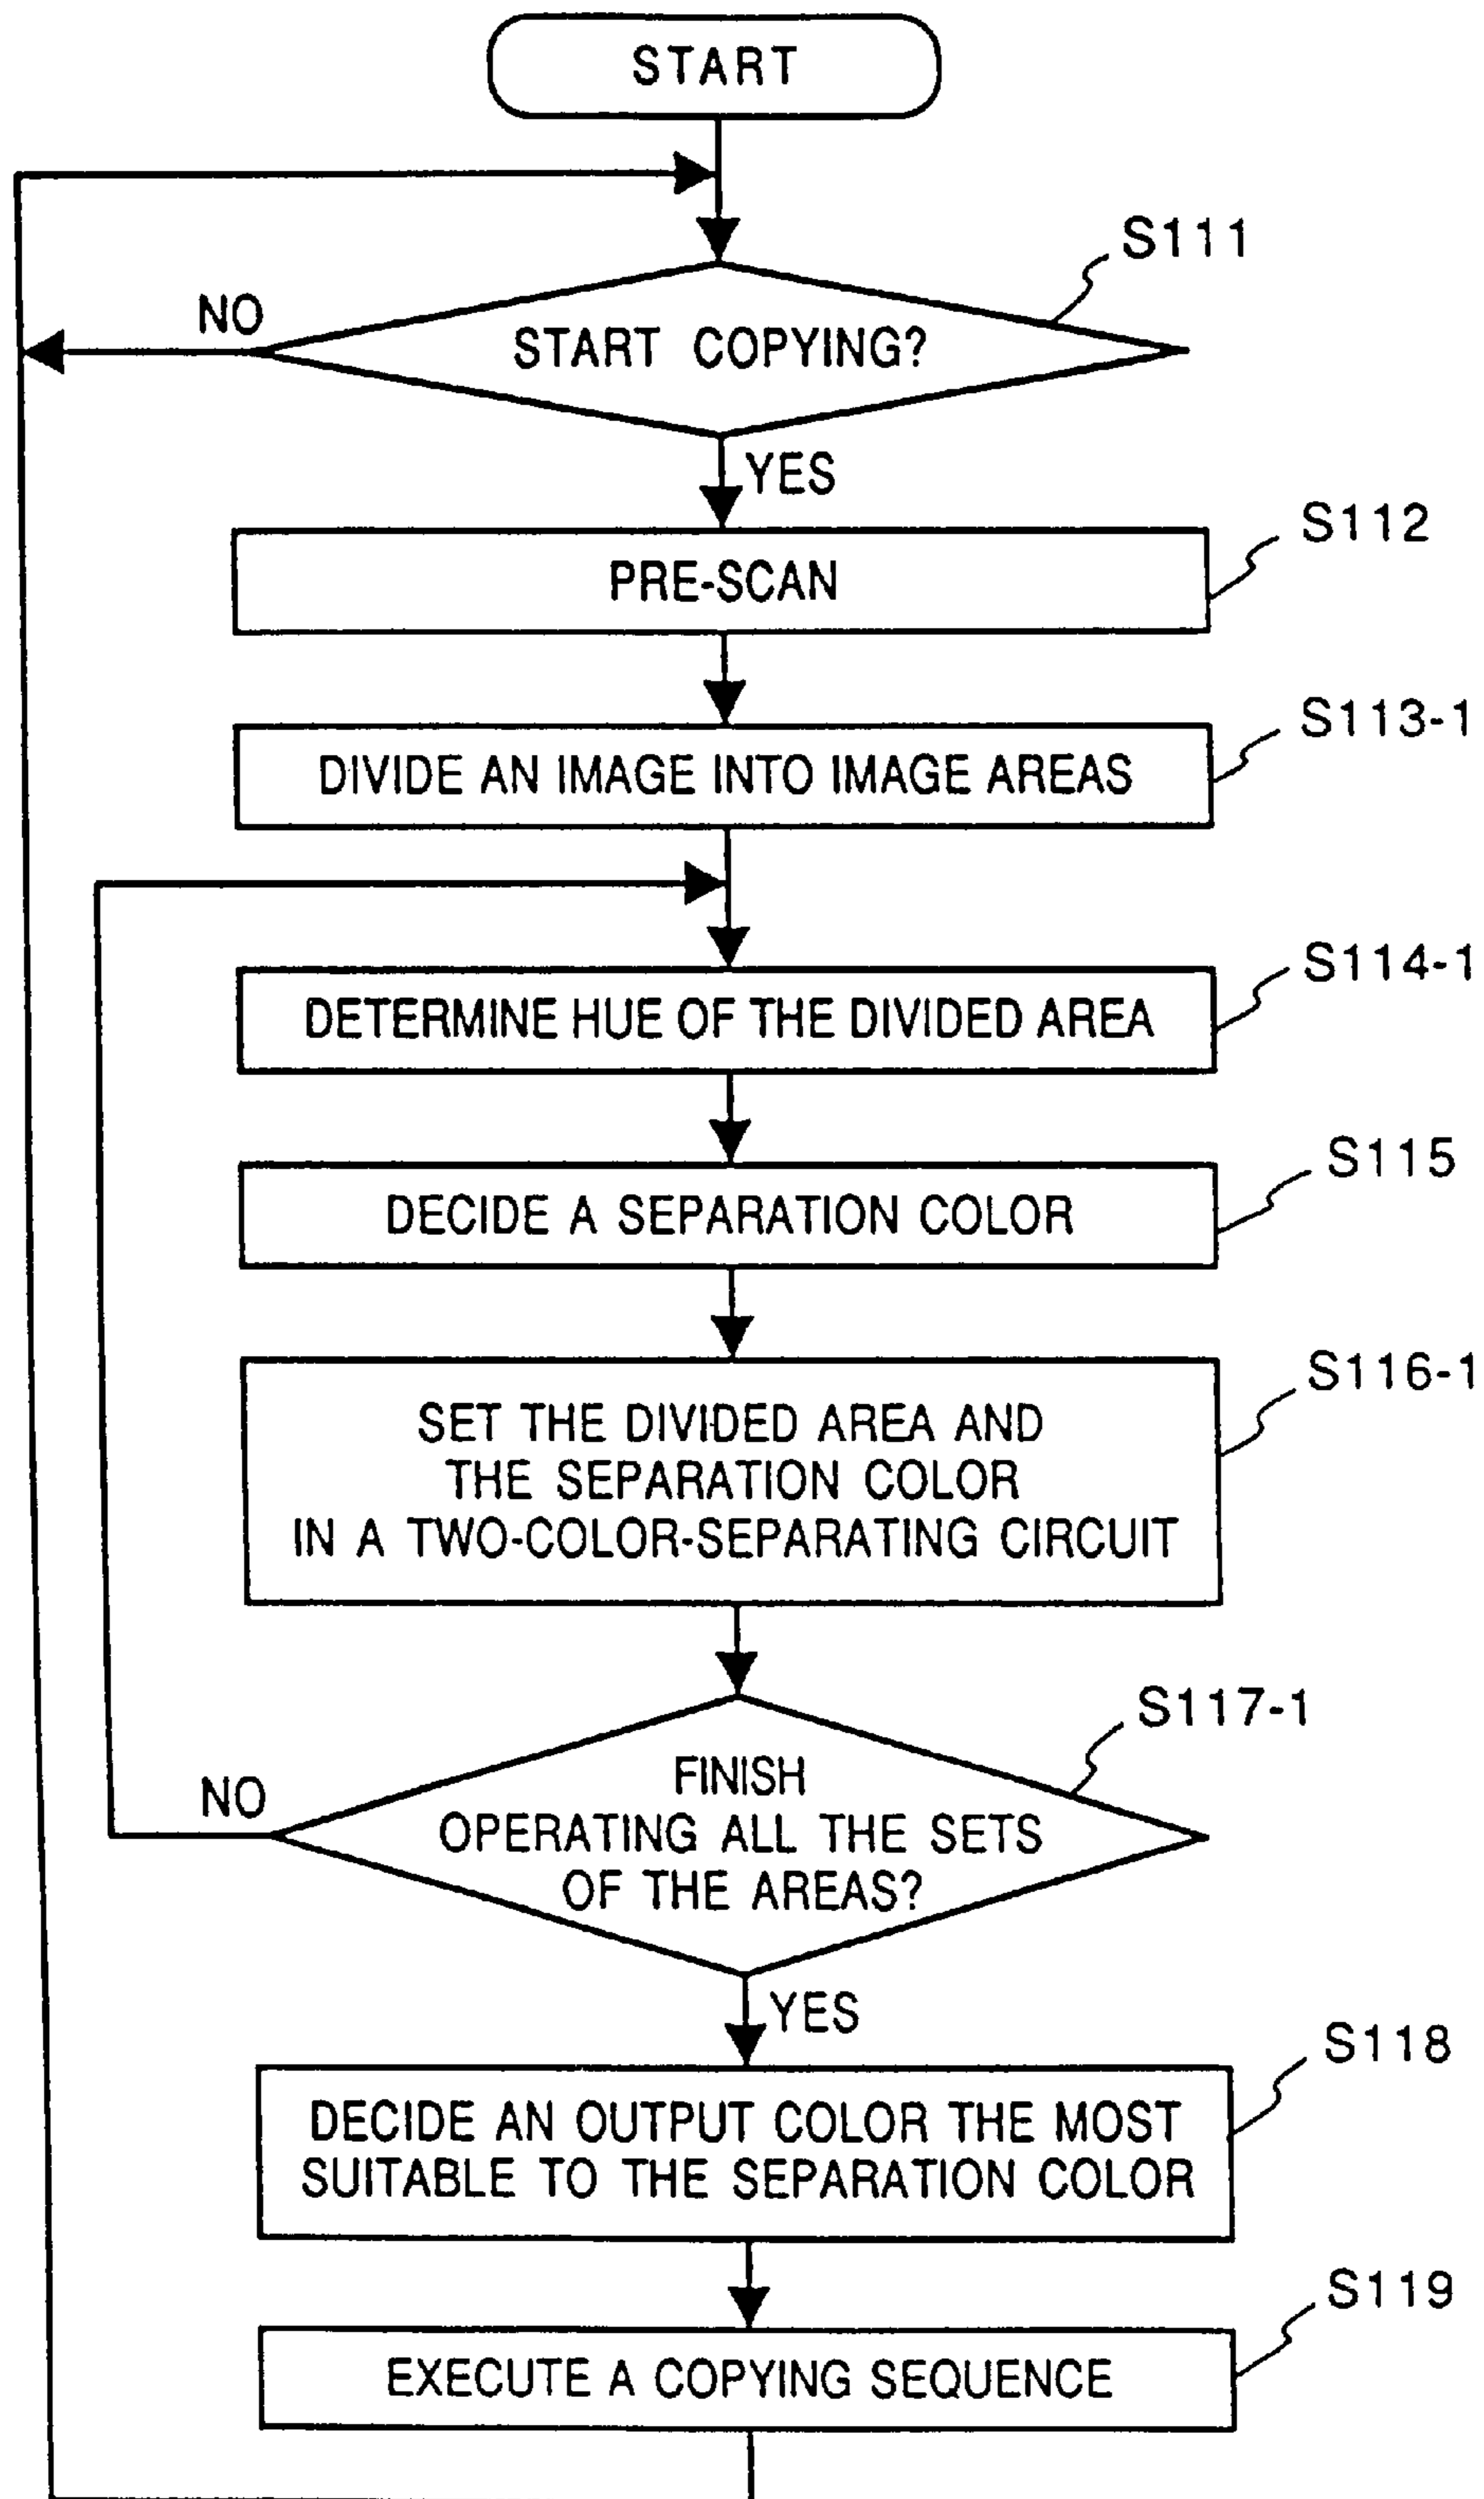 START
S111
NO
START COPYING?
YES
S112
PRE-SCAN
S113-1
DIVIDE AN IMAGE INTO IMAGE AREAS
S114-1
DETERMINE HUE OF THE DIVIDED AREA
S115
DECIDE A SEPARATION COLOR
S116-1
SET THE DIVIDED AREA AND
THE SEPARATION COLOR
IN A TWO-COLOR-SEPARATING CIRCUIT
S117-1
NO
FINISH
OPERATING ALL THE SETS
OF THE AREAS?
YES
S118
DECIDE AN OUTPUT COLOR THE MOST
SUITABLE TO THE SEPARATION COLOR
S119
EXECUTE A COPYING SEQUENCE